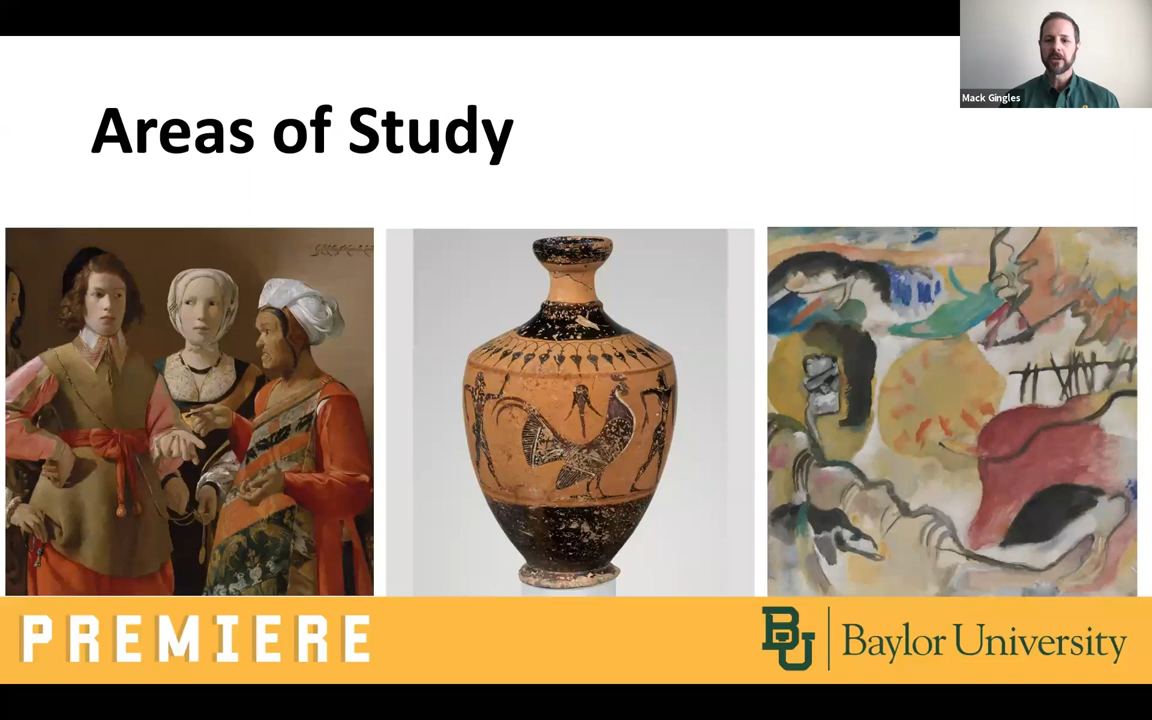 Mack Gingles
Areas of Study
PREMIERE
BU
Baylor University